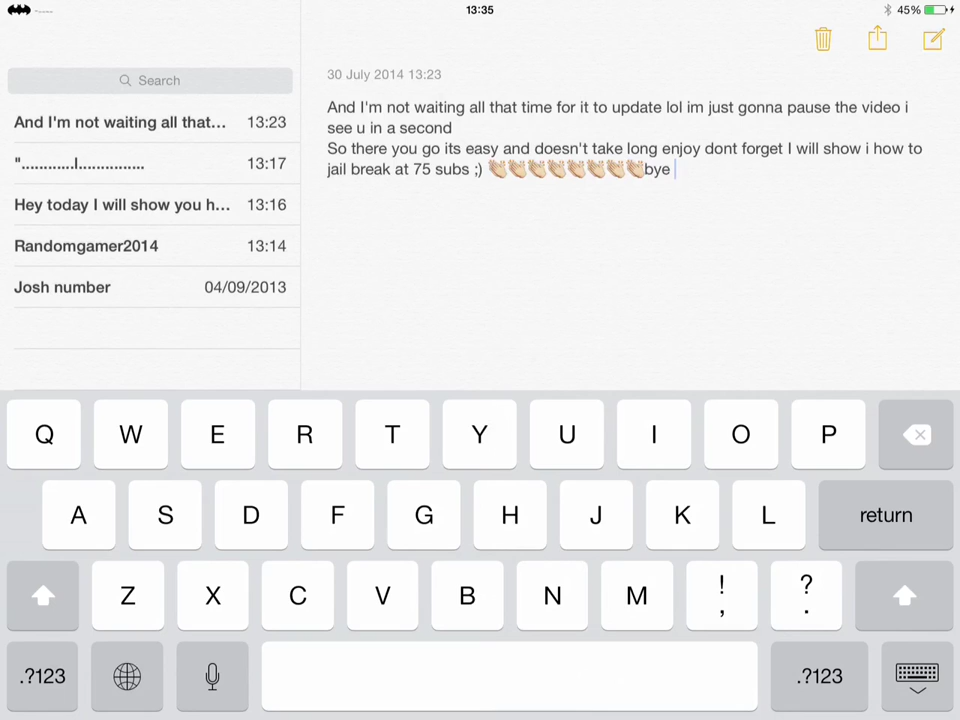 13:35
45%
Search
And I'm not waiting all that... 13:23
"............I............... 13:17
Hey today I will show you h... 13:16
Randomgamer2014 13:14
Josh number 04/09/2013
30 July 2014 13:23
And I'm not waiting all that time for it to update lol im just gonna pause the video i
see u in a second
So there you go its easy and doesn't take long enjoy dont forget I will show i how to
jail break at 75 subs ;) 👏👏👏👏👏👏👏👏bye
Q W E R T Y U I O P
A S D F G H J K L return
Z X C V B N M ! , ? .
.?123 .?123